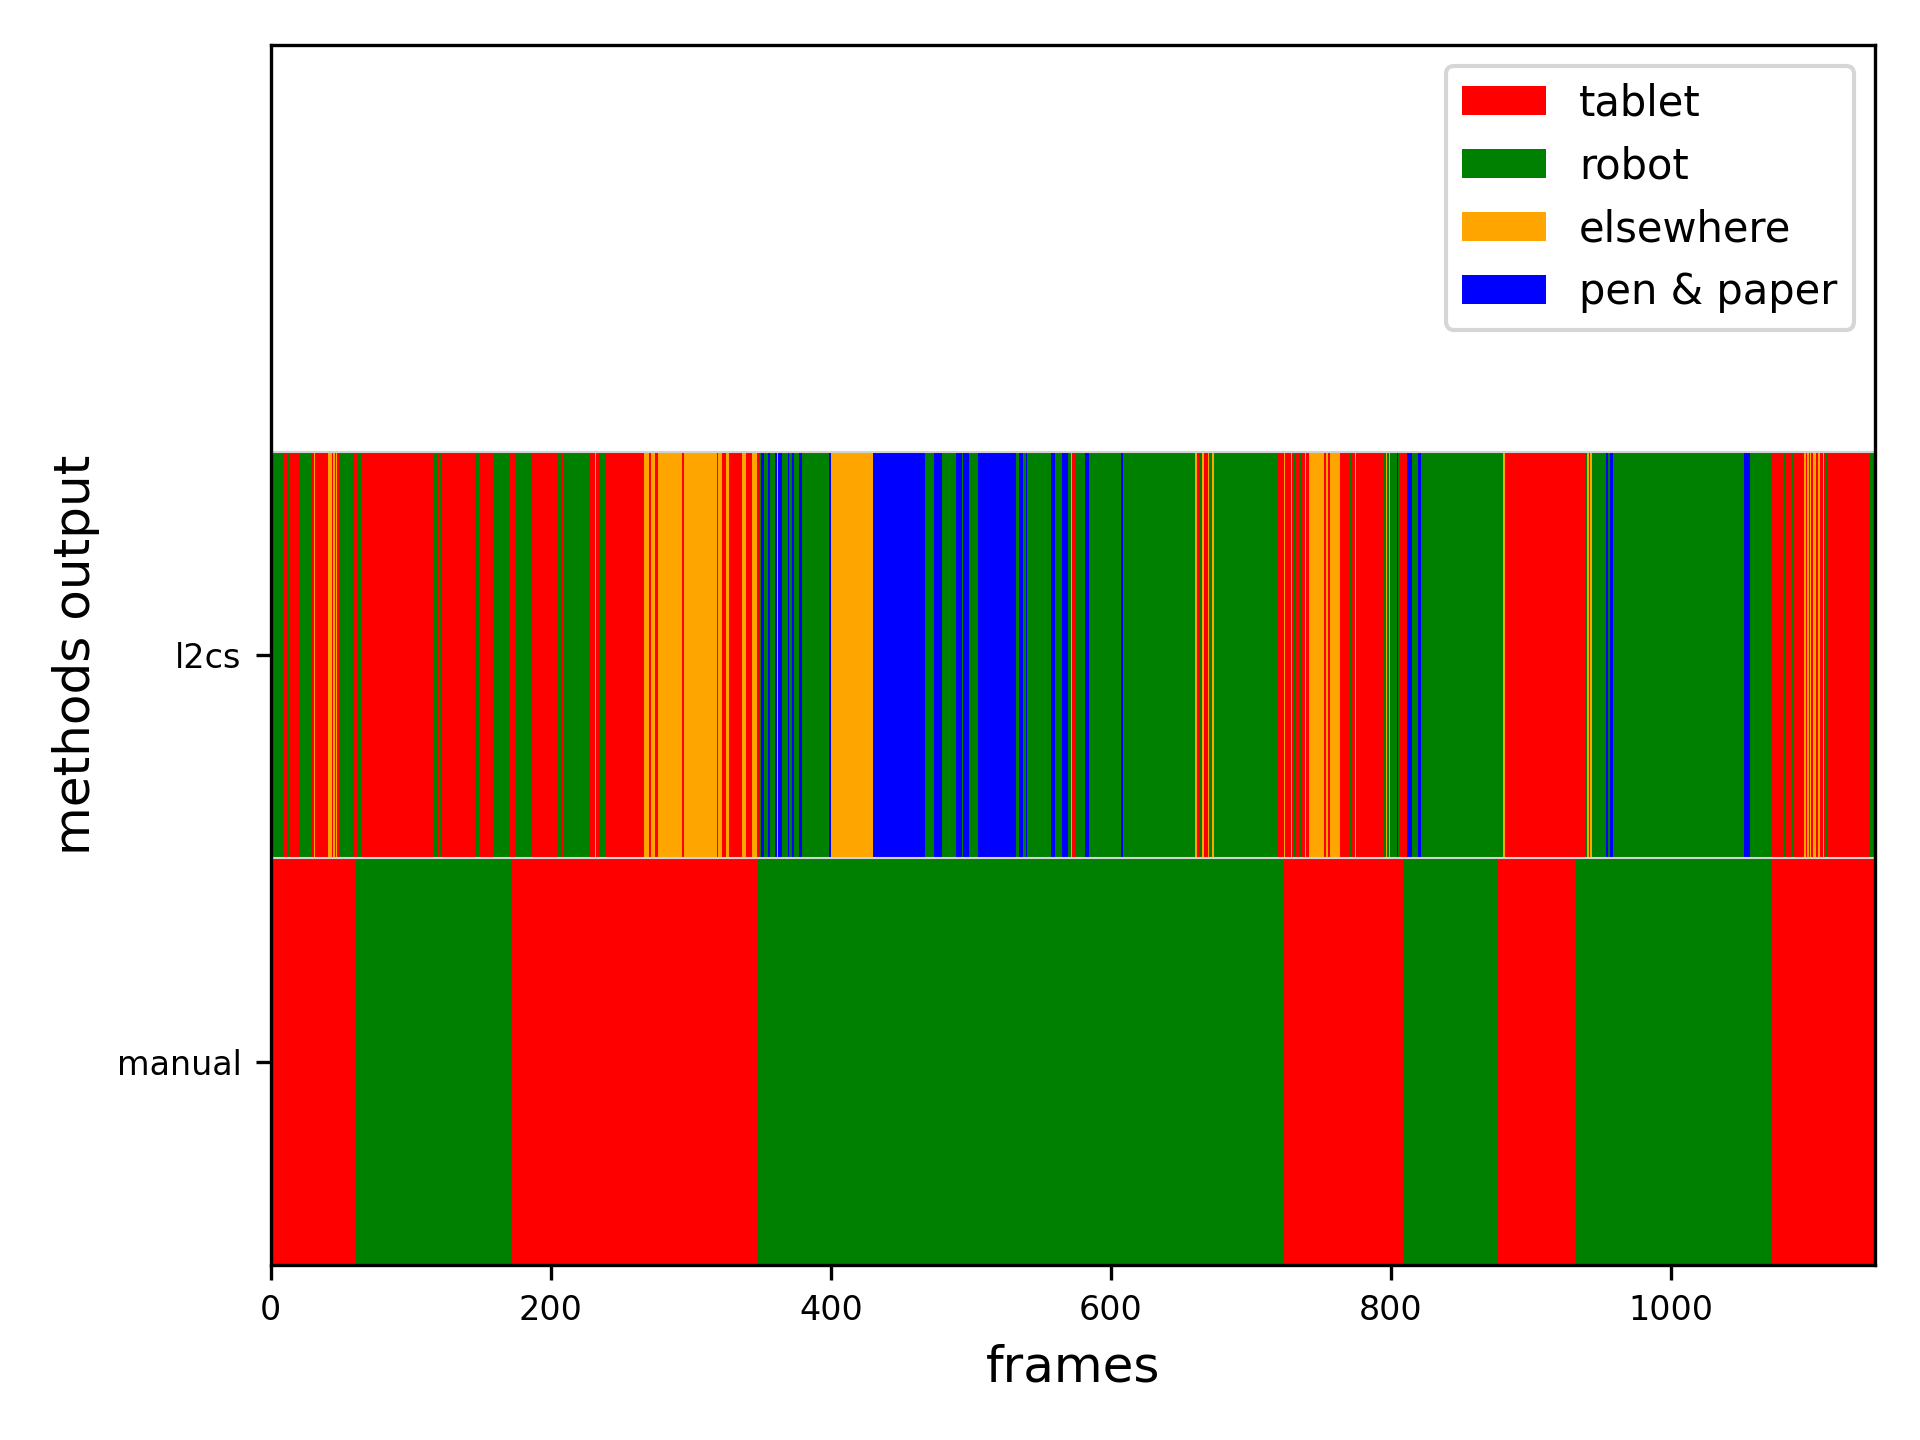 tablet
robot
elsewhere
pen & paper
methods output
l2cs
manual
0 200 400 600 800 1000
frames